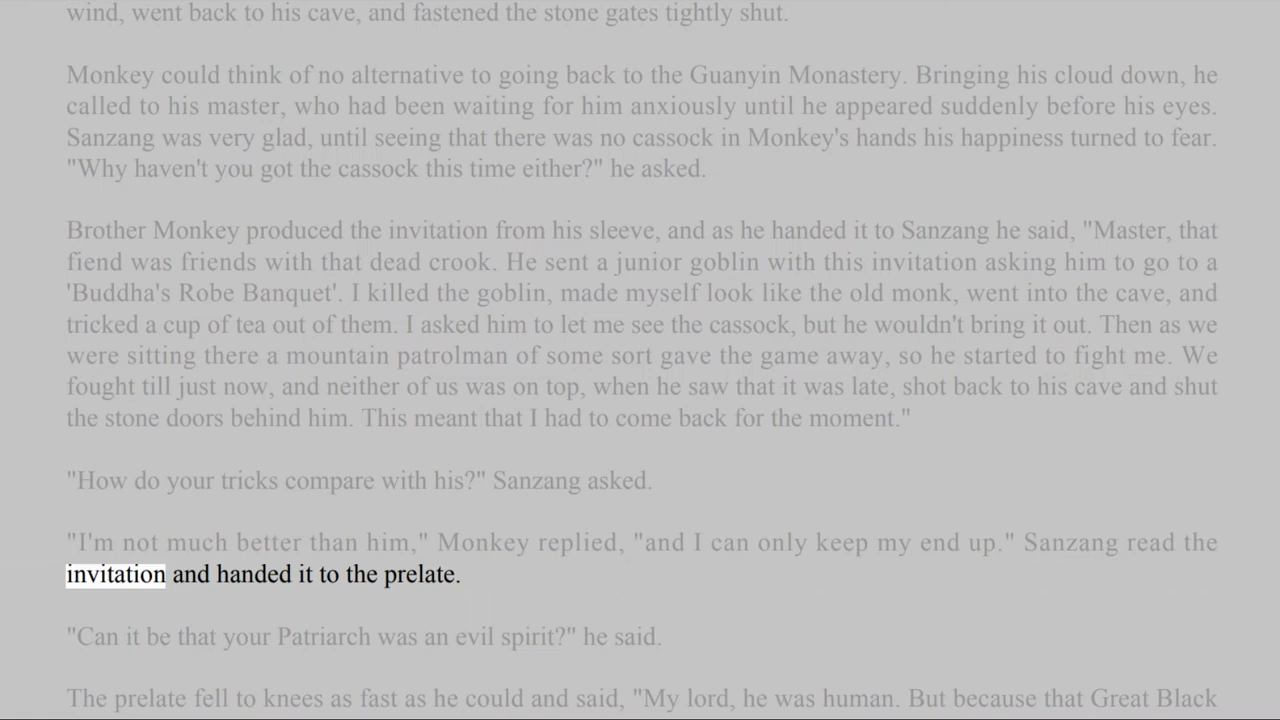 wind, went back to his cave, and fastened the stone gates tightly shut.
Monkey could think of no alternative to going back to the Guanyin Monastery. Bringing his cloud down, he
called to his master, who had been waiting for him anxiously until he appeared suddenly before his eyes.
Sanzang was very glad, until seeing that there was no cassock in Monkey's hands his happiness turned to fear.
"Why haven't you got the cassock this time either?" he asked.
Brother Monkey produced the invitation from his sleeve, and as he handed it to Sanzang he said, "Master, that
fiend was friends with that dead crook. He sent a junior goblin with this invitation asking him to go to a
'Buddha's Robe Banquet'. I killed the goblin, made myself look like the old monk, went into the cave, and
tricked a cup of tea out of them. I asked him to let me see the cassock, but he wouldn't bring it out. Then as we
were sitting there a mountain patrolman of some sort gave the game away, so he started to fight me. We
fought till just now, and neither of us was on top, when he saw that it was late, shot back to his cave and shut
the stone doors behind him. This meant that I had to come back for the moment."
"How do your tricks compare with his?" Sanzang asked.
"I'm not much better than him," Monkey replied, "and I can only keep my end up." Sanzang read the
invitation and handed it to the prelate.
"Can it be that your Patriarch was an evil spirit?" he said.
The prelate fell to knees as fast as he could and said, "My lord, he was human. But because that Great Black